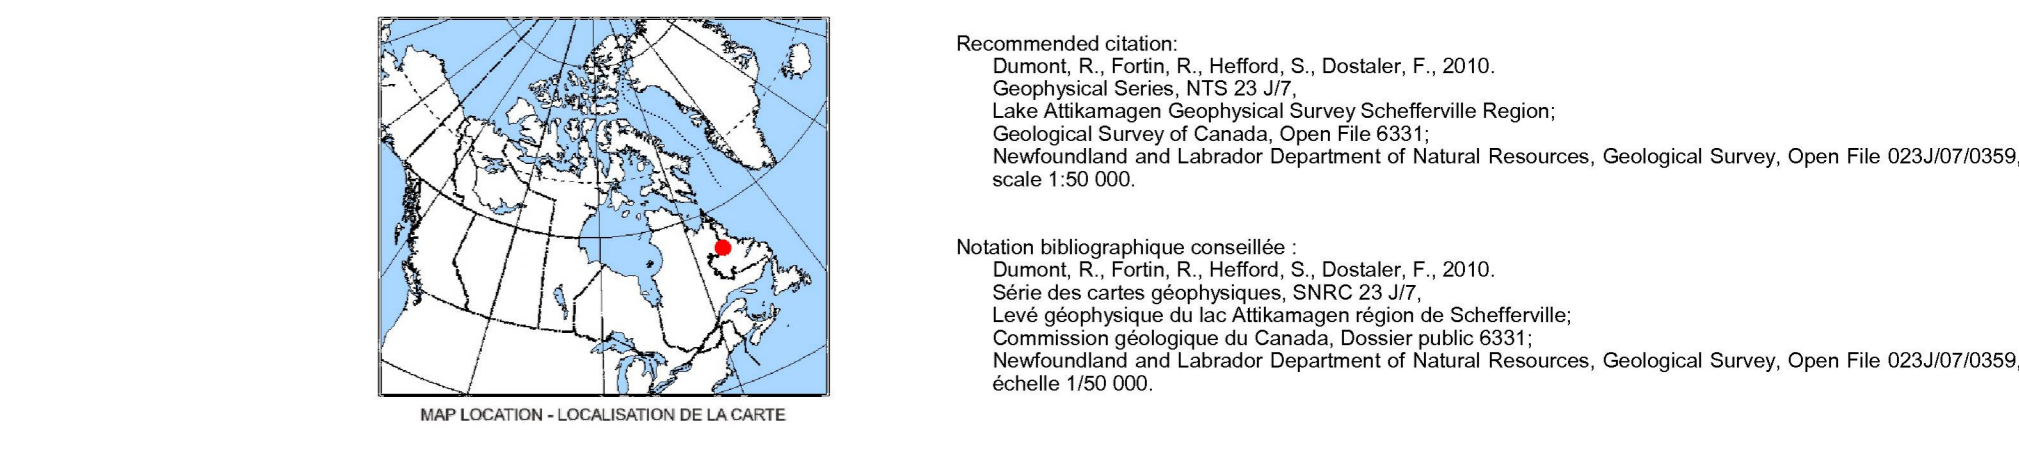 MAP LOCATION - LOCALISATION DE LA CARTE
Recommended citation:
Dumont, R., Fortin, R., Hefford, S., Dostaler, F., 2010.
Geophysical Series, NTS 23 J/7,
Lake Attikamagen Geophysical Survey Schefferville Region;
Geological Survey of Canada, Open File 6331;
Newfoundland and Labrador Department of Natural Resources, Geological Survey, Open File 023J/07/0359,
scale 1:50 000.
Notation bibliographique conseillée :
Dumont, R., Fortin, R., Hefford, S., Dostaler, F., 2010.
Série des cartes géophysiques, SNRC 23 J/7,
Levé géophysique du lac Attikamagen région de Schefferville;
Commission géologique du Canada, Dossier public 6331;
Newfoundland and Labrador Department of Natural Resources, Geological Survey, Open File 023J/07/0359,
échelle 1/50 000.